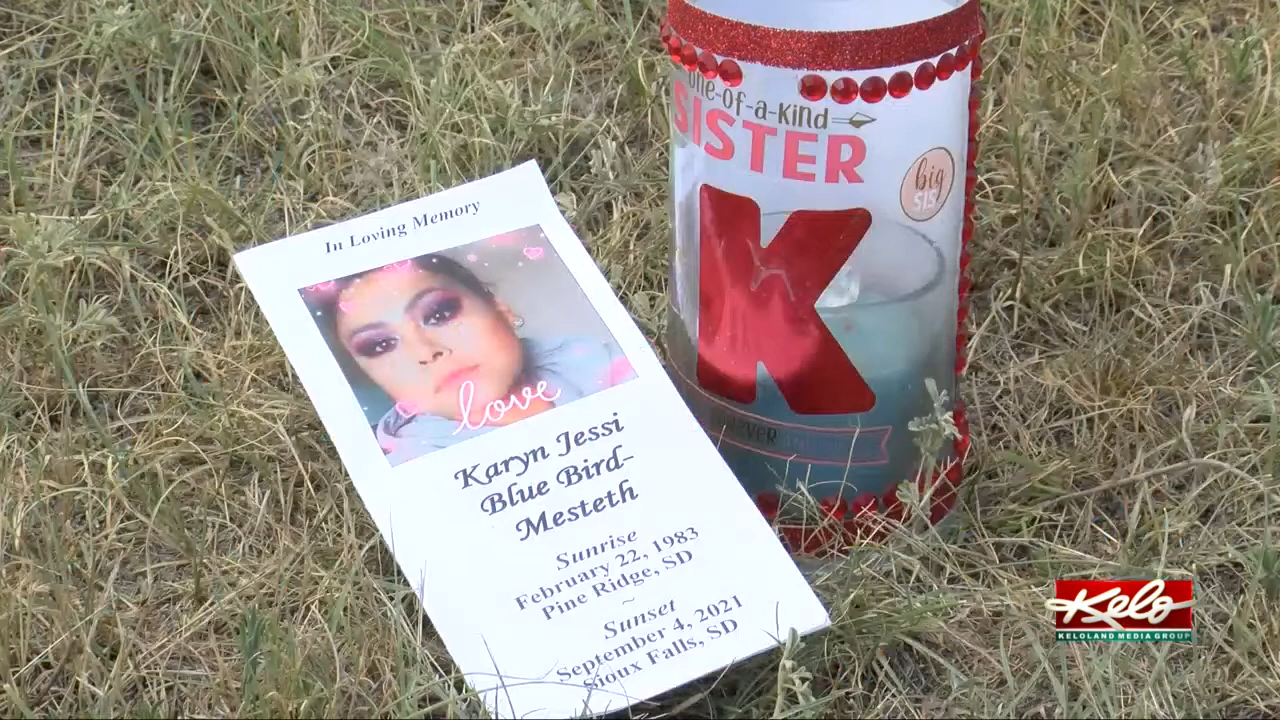 In Loving Memory
love
Karyn Jessi
Blue Bird-
Mesteth
Sunrise
February 22, 1983
Pine Ridge, SD
~
Sunset
September 4, 2021
Sioux Falls, SD
one-of-a-kind
SISTER
big
SIS
K
Kelo
KELOLAND MEDIA GROUP